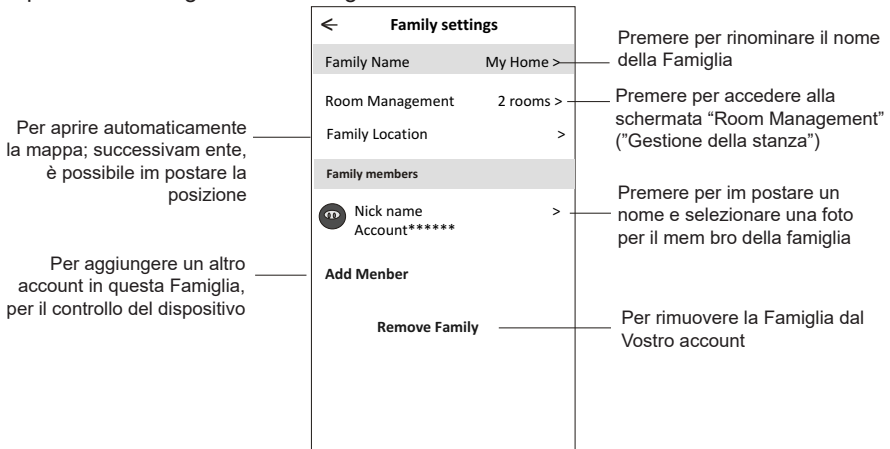 Family settings
Family Name My Home >
Premere per rinominare il nome
della Famiglia
Room Management 2 rooms >
Premere per accedere alla
schermata “Room Management”
("Gestione della stanza”)
Per aprire automaticamente
la mappa; successivam ente,
è possibile im postare la
posizione
Family Location >
Family members
Nick name >
Account******
Premere per im postare un
nome e selezionare una foto
per il mem bro della famiglia
Per aggiungere un altro
account in questa Famiglia,
per il controllo del dispositivo
Add Menber
Remove Family
Per rimuovere la Famiglia dal
Vostro account